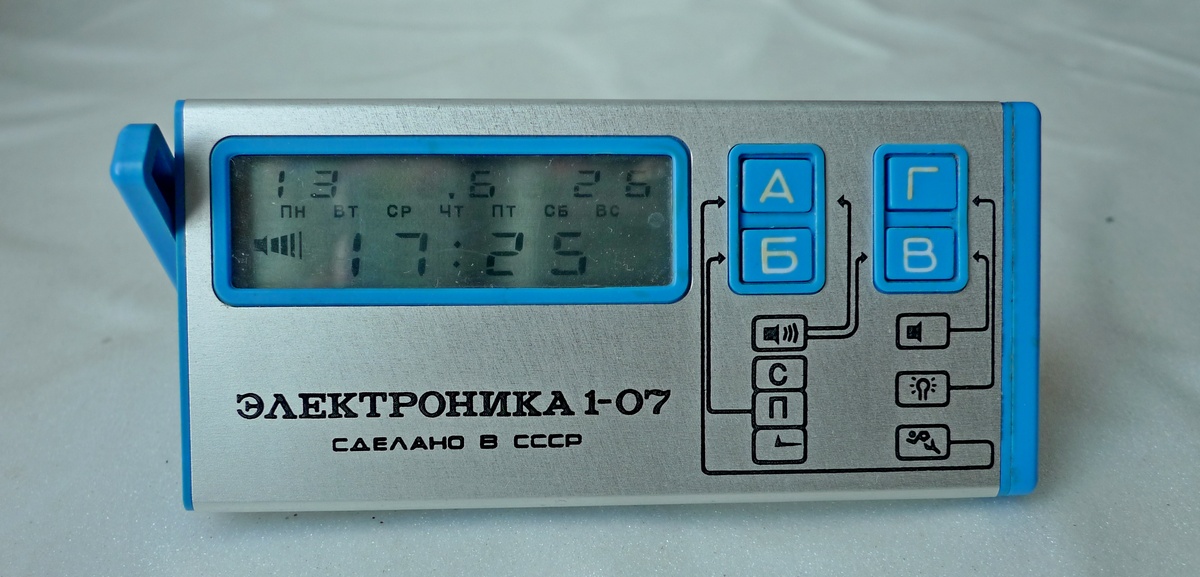 13 .6 26
ПН ВТ СР ЧТ ПТ СБ ВС
17:25
А
Б
Г
В
С
П
ЭЛЕКТРОНИКА 1-07
СДЕЛАНО В СССР